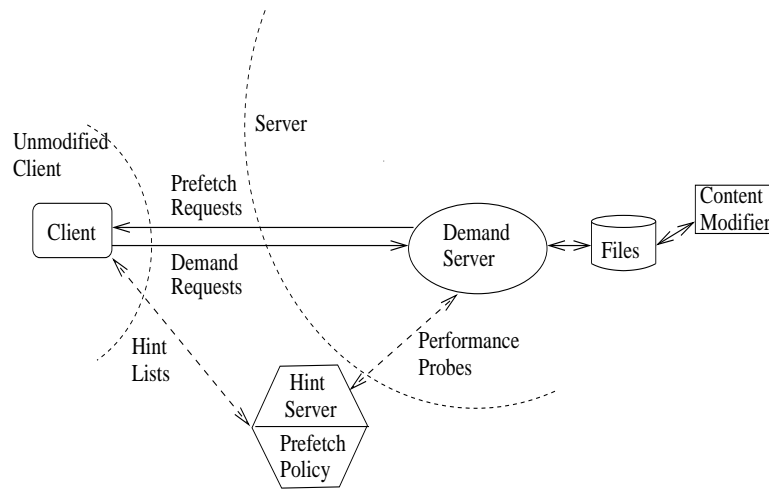 Server
Unmodified
Client
Prefetch
Requests
Content
Modifier
Client
Demand
Server
Files
Demand
Requests
Hint
Lists
Performance
Probes
Hint
Server
Prefetch
Policy